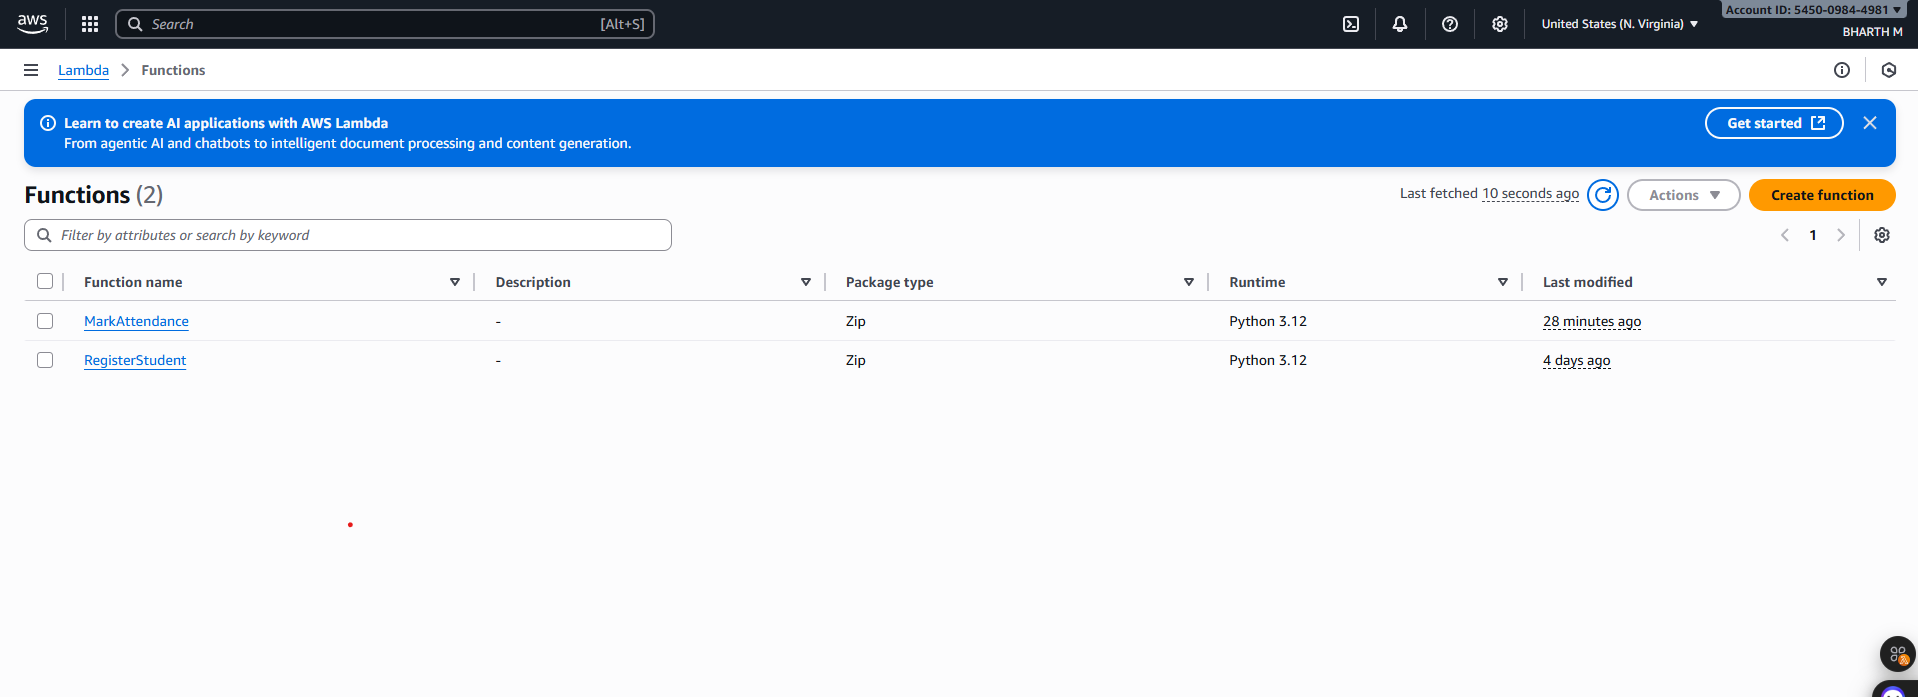 aws
Search [Alt+S]
United States (N. Virginia)
Account ID: 5450-0984-4981
BHARTH M
Lambda
Functions
Learn to create AI applications with AWS Lambda
From agentic AI and chatbots to intelligent document processing and content generation.
Get started
Functions (2)
Last fetched 10 seconds ago
Actions
Create function
Filter by attributes or search by keyword
1
Function name Description Package type Runtime Last modified
MarkAttendance - Zip Python 3.12 28 minutes ago
RegisterStudent - Zip Python 3.12 4 days ago